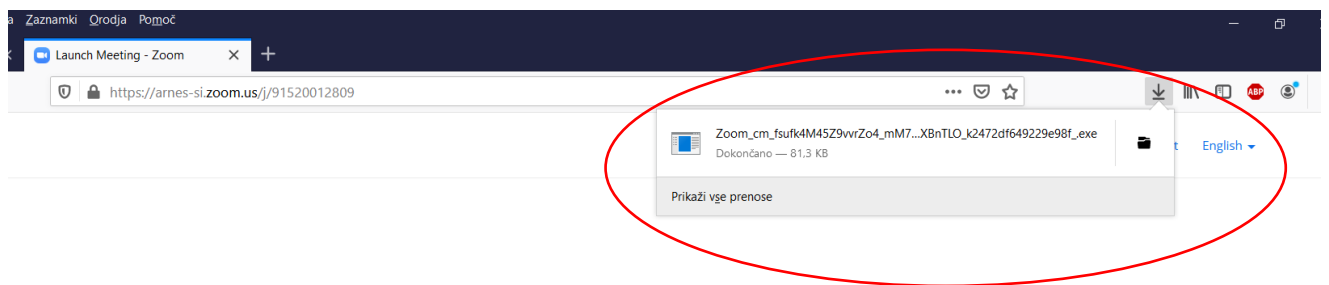 Zaznamki Orodja Pomoč
Launch Meeting - Zoom
https://arnes-si.zoom.us/j/91520012809
ABP
Zoom_cm_fsufk4M45Z9vvrZo4_mM7...XBnTLO_k2472df649229e98f_.exe
Dokončano — 81,3 KB
English
Prikaži vse prenose